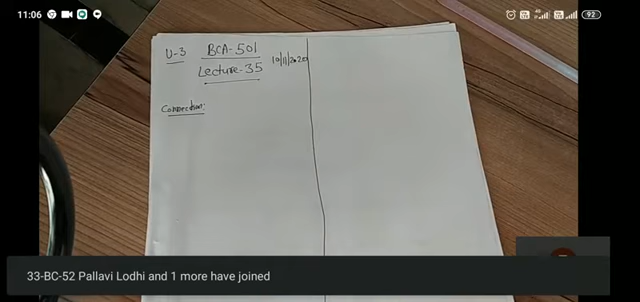 11:06
92
U-3 BCA-501
Lecture-35 10/11/2020
Connection:
33-BC-52 Pallavi Lodhi and 1 more have joined